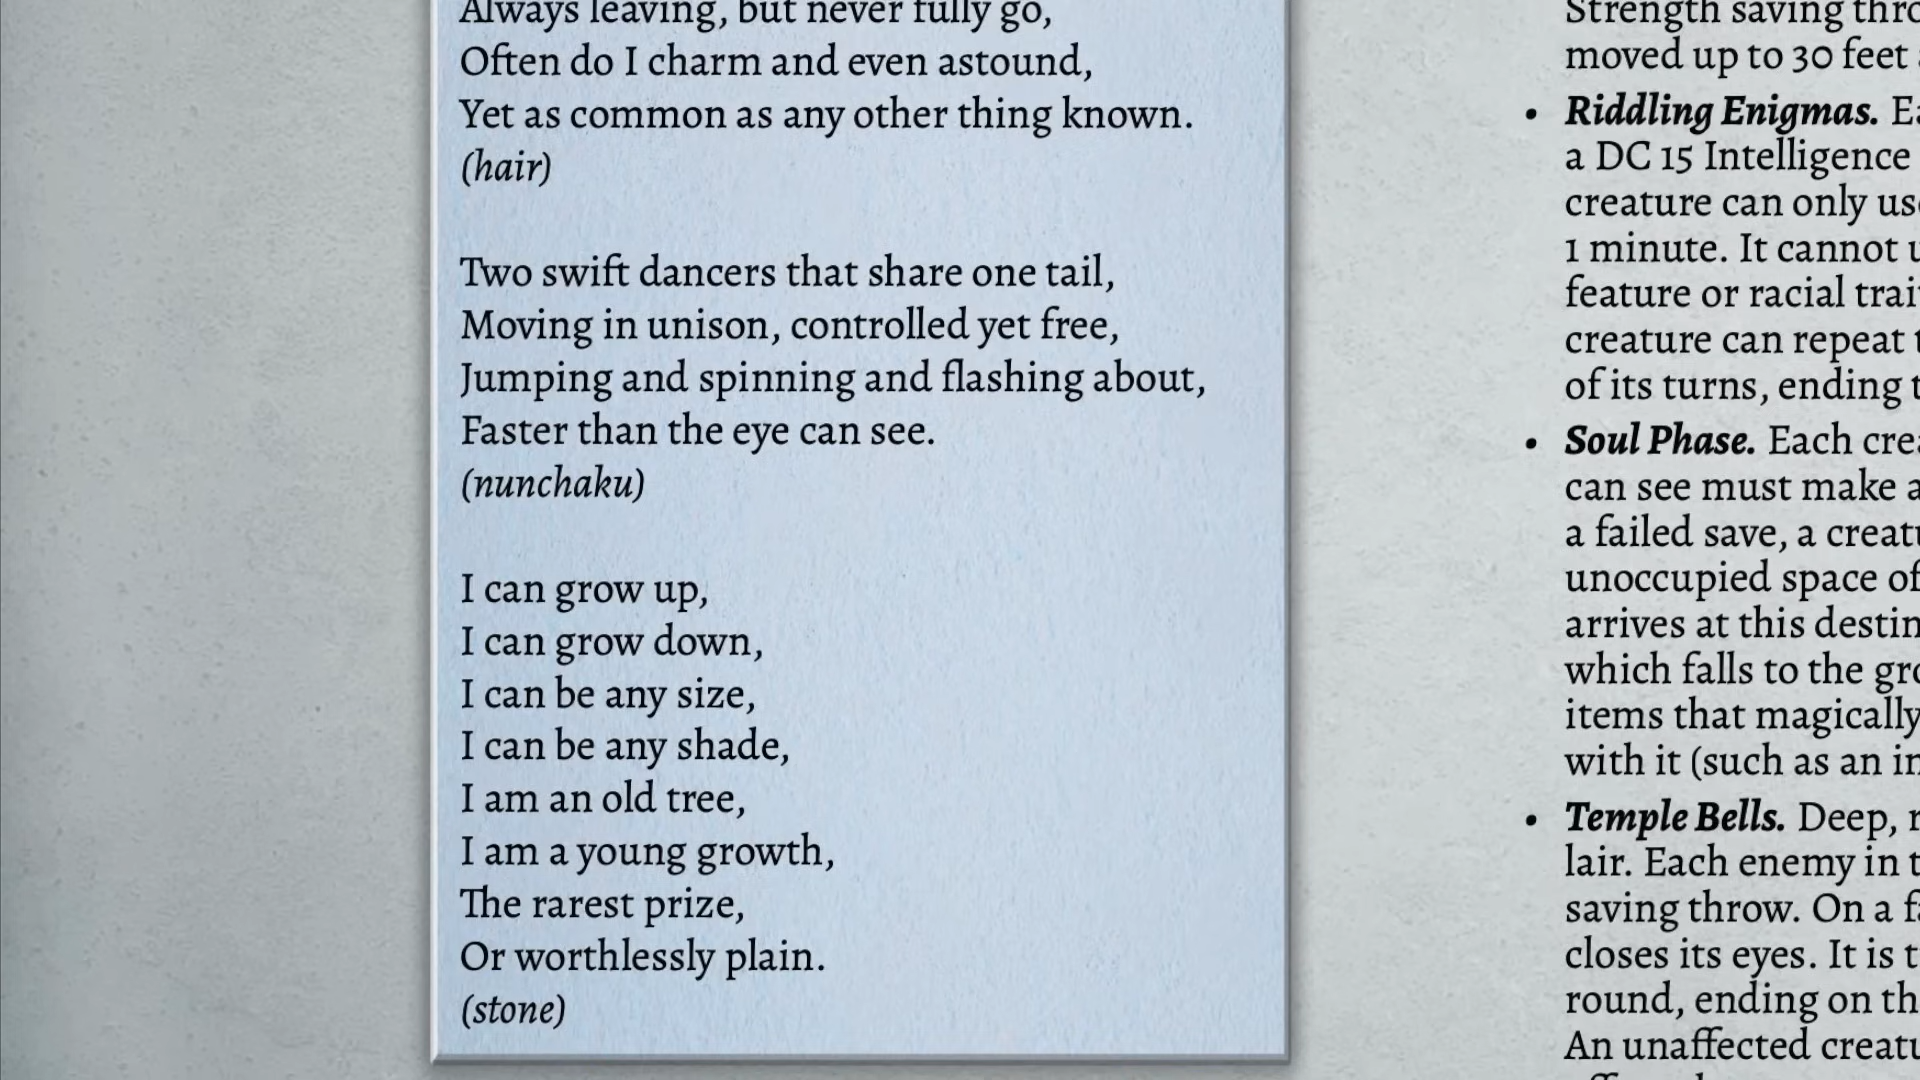 Always leaving, but never fully go,
Often do I charm and even astound,
Yet as common as any other thing known.
(hair)
Two swift dancers that share one tail,
Moving in unison, controlled yet free,
Jumping and spinning and flashing about,
Faster than the eye can see.
(nunchaku)
I can grow up,
I can grow down,
I can be any size,
I can be any shade,
I am an old tree,
I am a young growth,
The rarest prize,
Or worthlessly plain.
(stone)
Strength saving
moved up to 30 feet
• Riddling Enigmas.
a DC 15 Intelligence
creature can only
1 minute. It cannot
feature or racial
creature can repeat
of its turns, ending
• Soul Phase. Each
can see must make
a failed save, a
unoccupied space of
arrives at this
which falls to the
items that magically
with it (such as an
• Temple Bells. Deep,
lair. Each enemy in
saving throw. On a
closes its eyes. It is
round, ending on
An unaffected